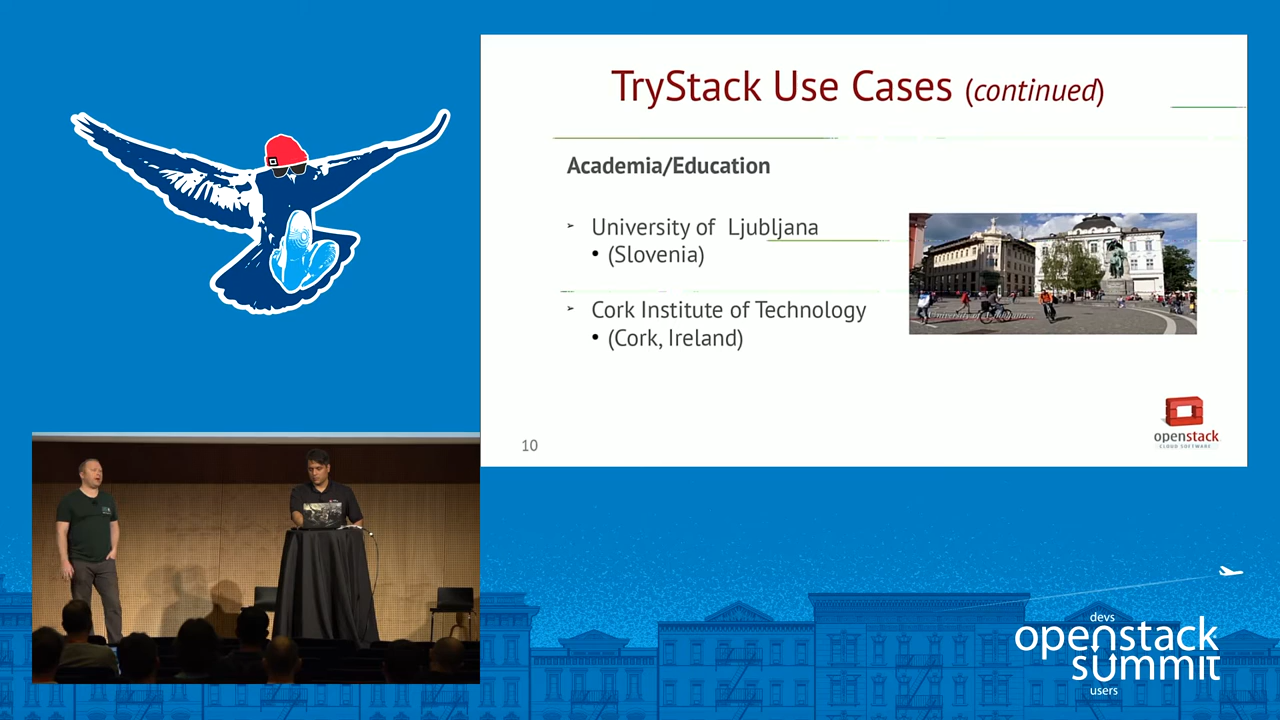 TryStack Use Cases (continued)
Academia/Education
➢ University of Ljubljana
• (Slovenia)
➢ Cork Institute of Technology
• (Cork, Ireland)
10
openstack
CLOUD SOFTWARE
devs
openstack
summit
users